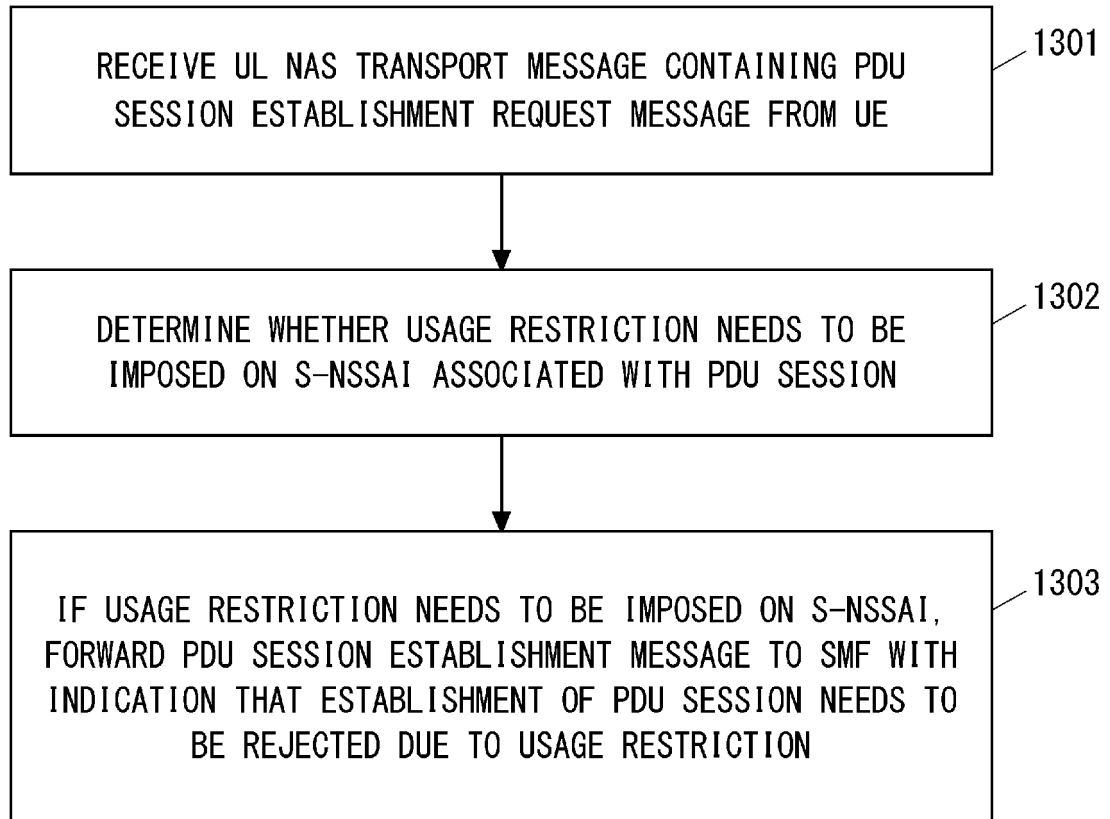 RECEIVE UL NAS TRANSPORT MESSAGE CONTAINING PDU
SESSION ESTABLISHMENT REQUEST MESSAGE FROM UE
1301
DETERMINE WHETHER USAGE RESTRICTION NEEDS TO BE
IMPOSED ON S-NSSAI ASSOCIATED WITH PDU SESSION
1302
IF USAGE RESTRICTION NEEDS TO BE IMPOSED ON S-NSSAI,
FORWARD PDU SESSION ESTABLISHMENT MESSAGE TO SMF WITH
INDICATION THAT ESTABLISHMENT OF PDU SESSION NEEDS TO
BE REJECTED DUE TO USAGE RESTRICTION
1303